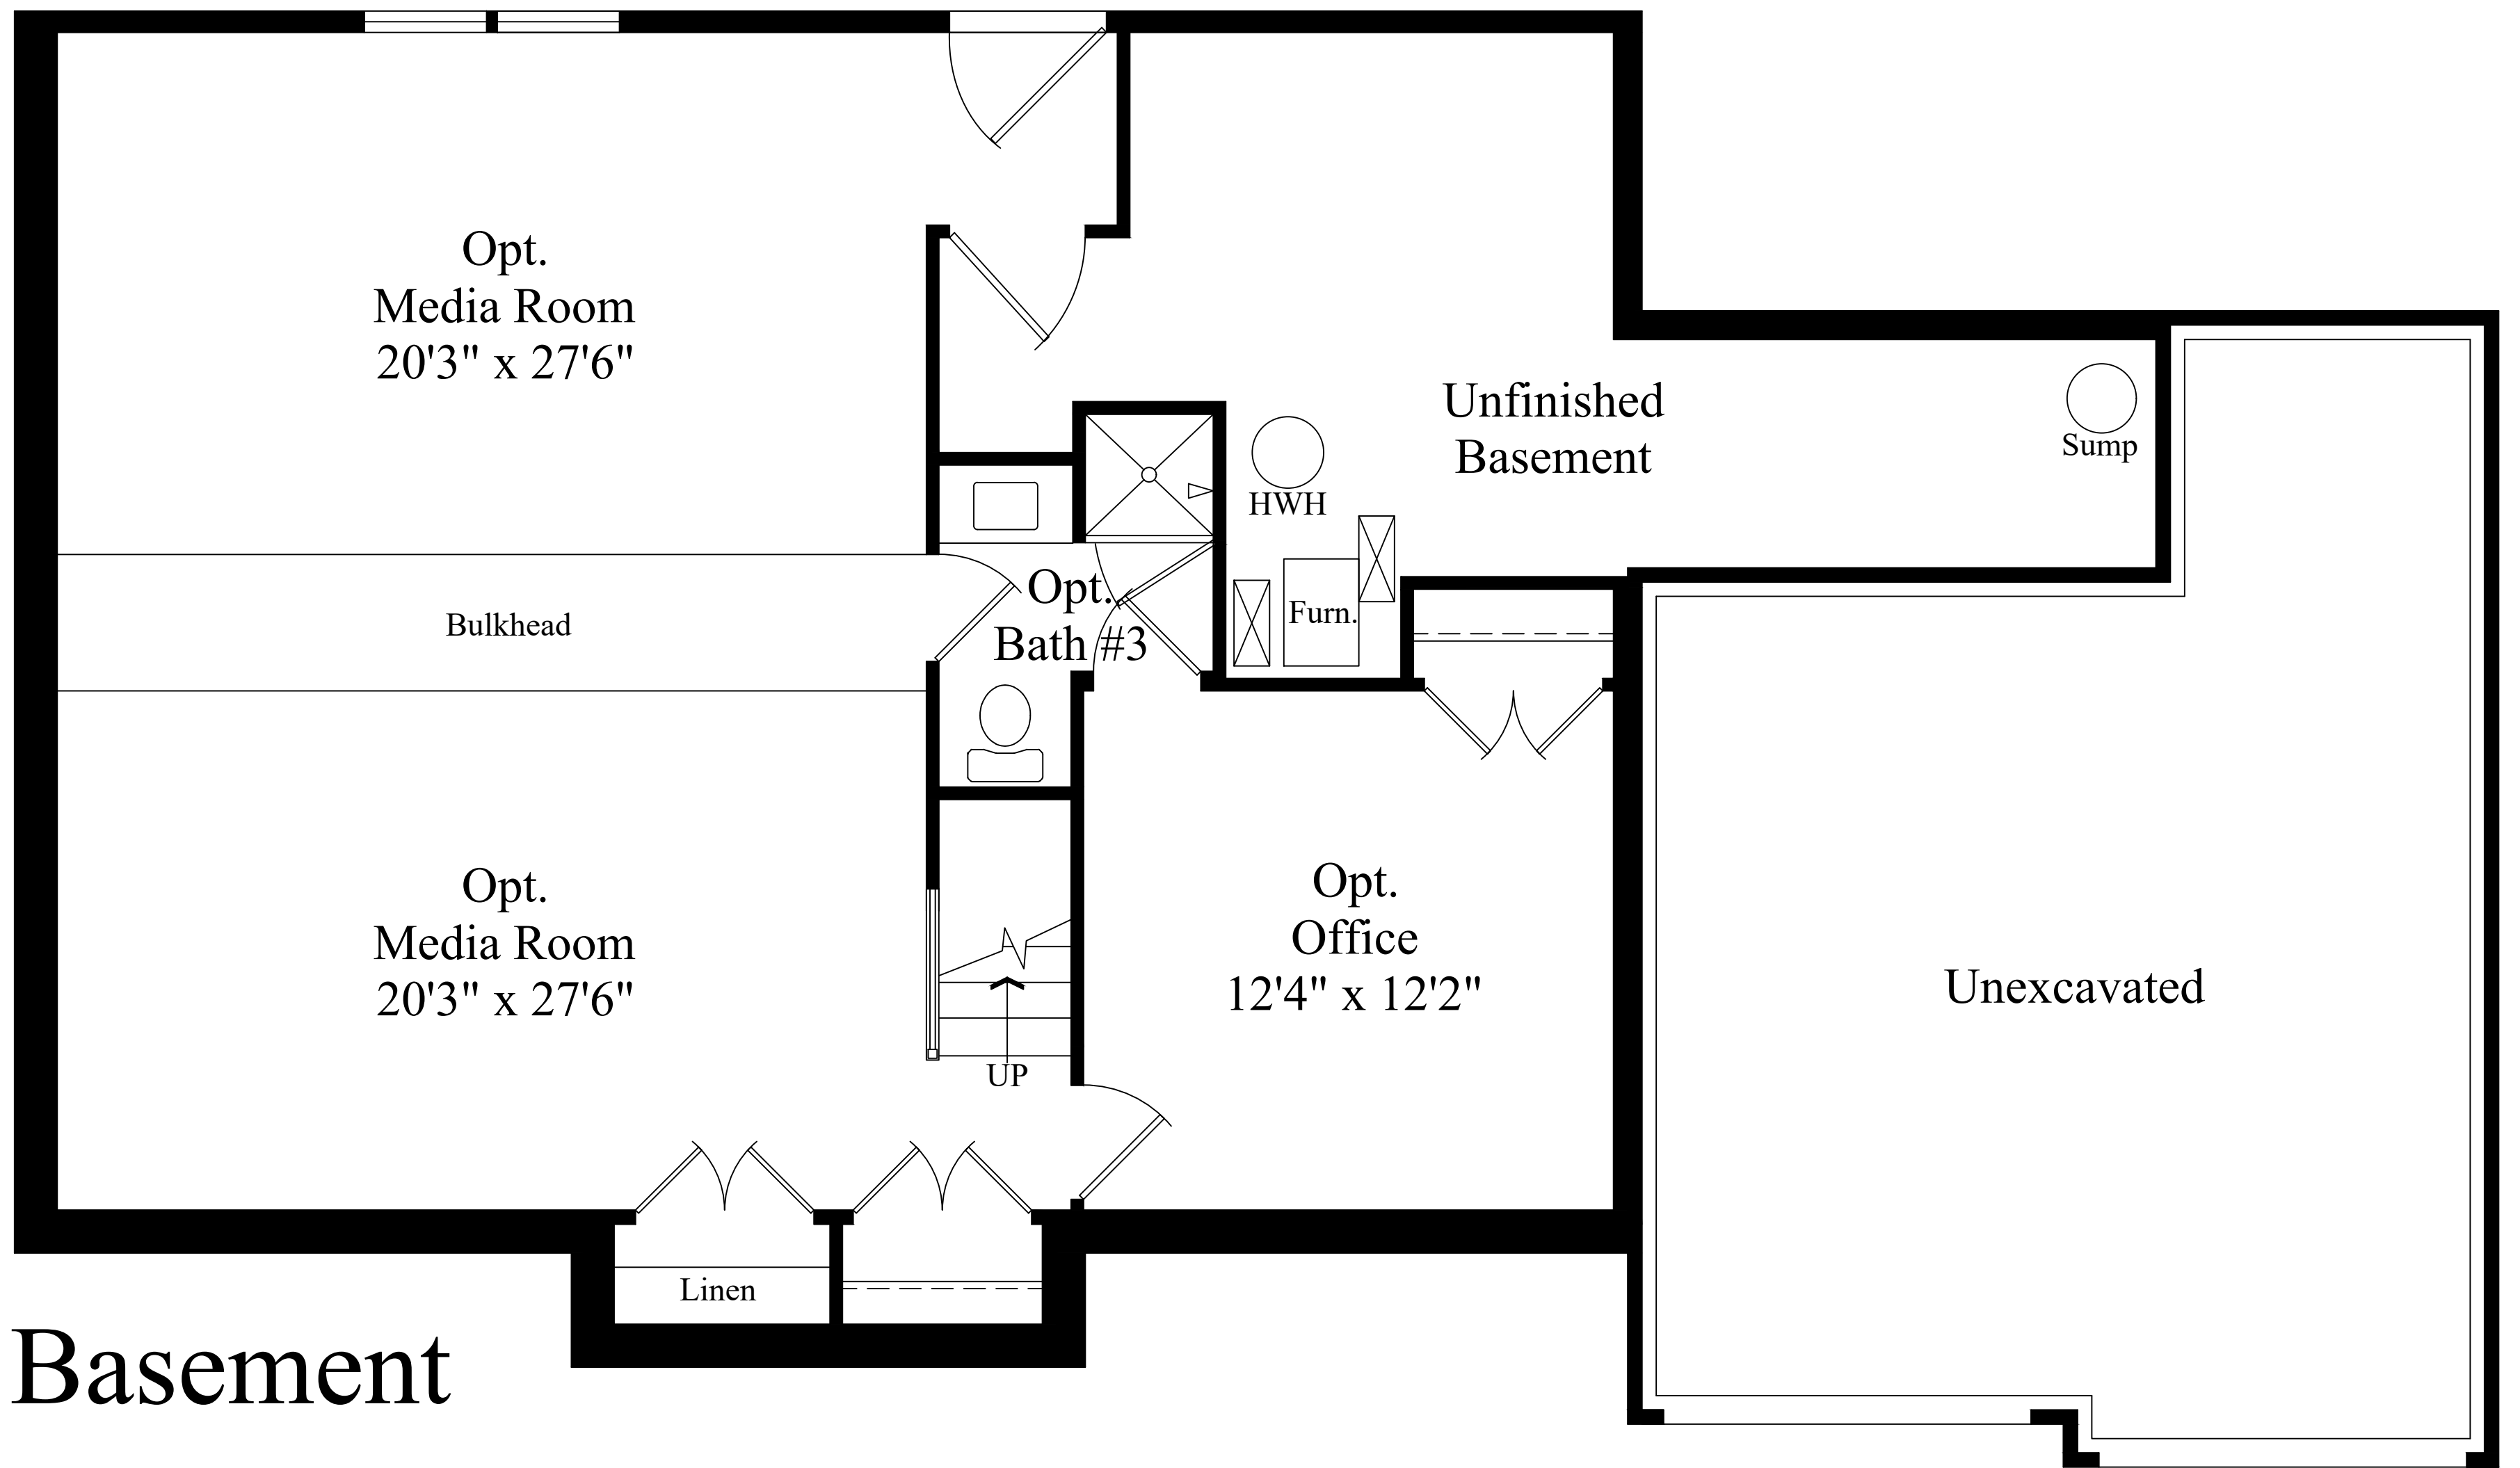 Opt.
Media Room
20'3" x 27'6"
Unfinished
Basement
Sump
HWH
Opt.
Bath #3
Furn.
Bulkhead
Opt.
Media Room
20'3" x 27'6"
Opt.
Office
12'4" x 12'2"
Unexcavated
UP
Linen
Basement